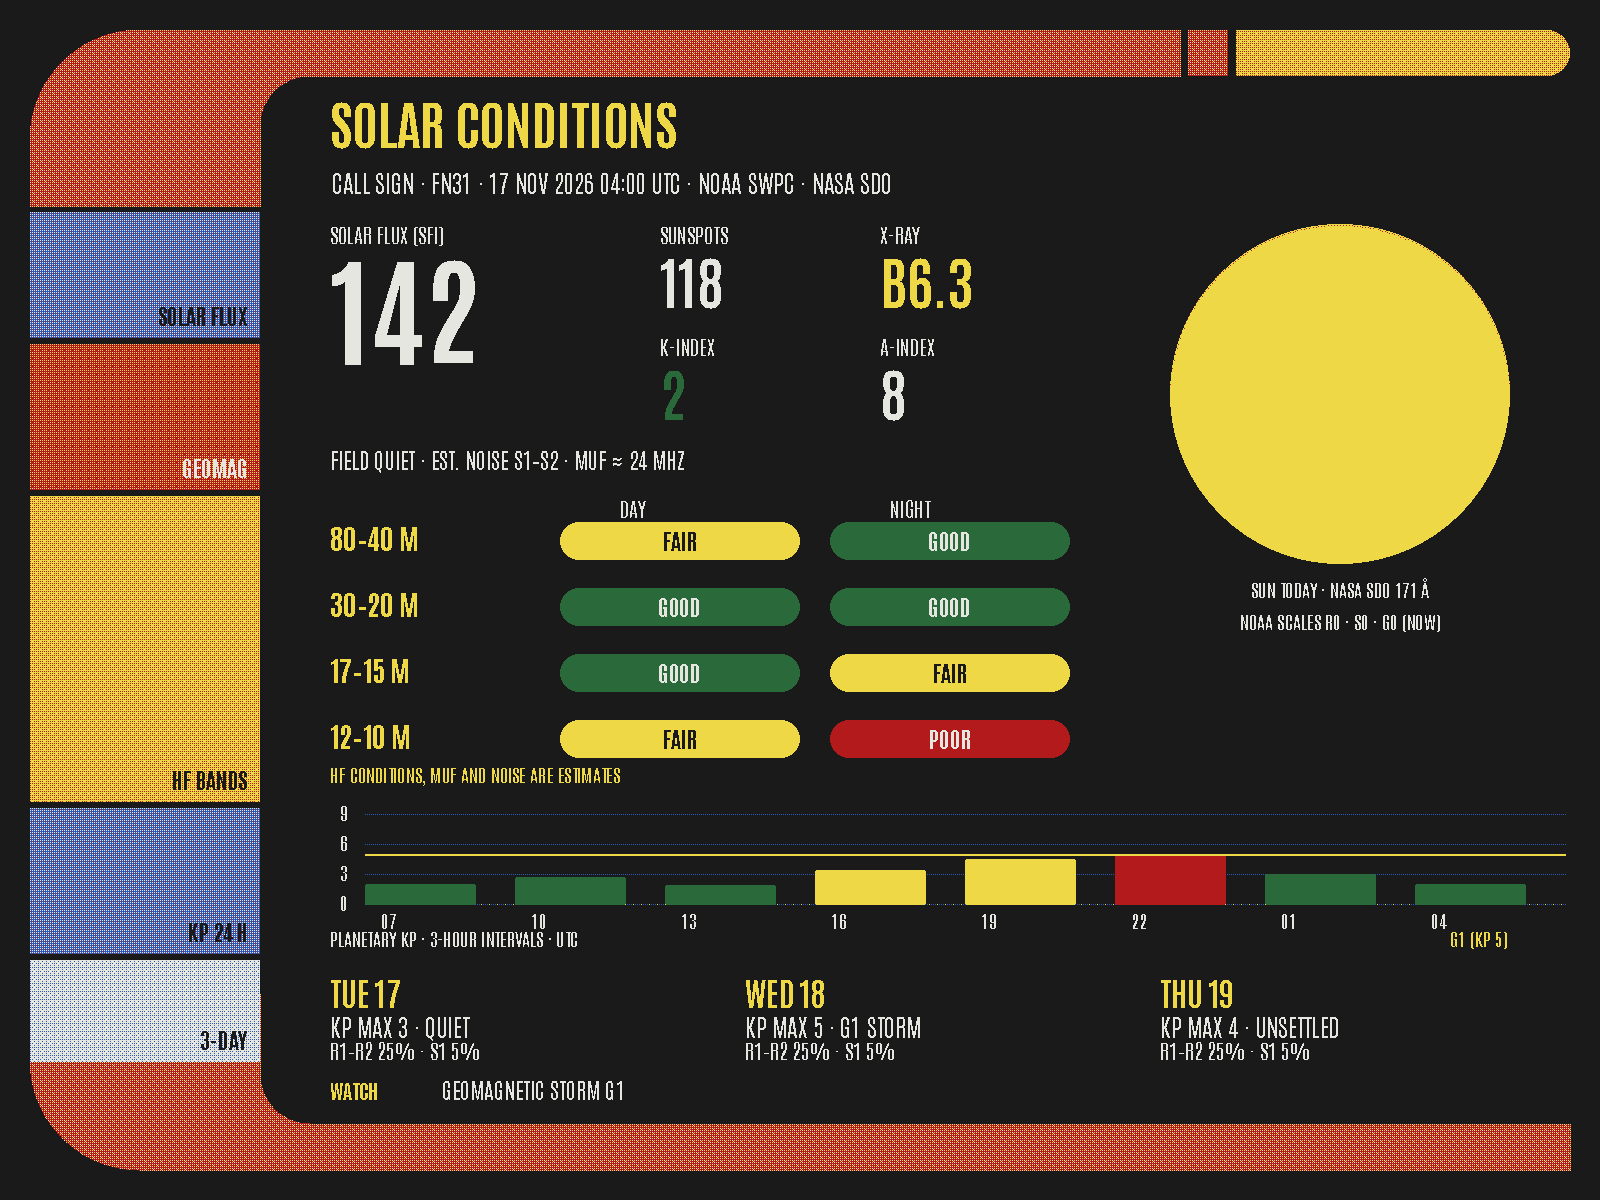 SOLAR CONDITIONS
CALL SIGN · FN31 · 17 NOV 2026 04:00 UTC · NOAA SWPC · NASA SDO
SOLAR FLUX (SFI)
142
SUNSPOTS
118
X-RAY
B6.3
K-INDEX
2
A-INDEX
8
FIELD QUIET · EST. NOISE S1-S2 · MUF ≈ 24 MHZ
DAY NIGHT
80-40 M FAIR GOOD
30-20 M GOOD GOOD
17-15 M GOOD FAIR
12-10 M FAIR POOR
HF CONDITIONS, MUF AND NOISE ARE ESTIMATES
SUN TODAY · NASA SDO 171 Å
NOAA SCALES R0 · S0 · G0 (NOW)
9
6
3
0
07 10 13 16 19 22 01 04
PLANETARY KP · 3-HOUR INTERVALS · UTC
G1 (KP 5)
TUE 17
KP MAX 3 · QUIET
R1-R2 25% · S1 5%
WED 18
KP MAX 5 · G1 STORM
R1-R2 25% · S1 5%
THU 19
KP MAX 4 · UNSETTLED
R1-R2 25% · S1 5%
WATCH GEOMAGNETIC STORM G1
SOLAR FLUX
GEOMAG
HF BANDS
KP 24 H
3-DAY